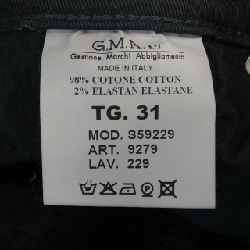 G.M.A.
Gestione Marchi Abbigliamento
MADE IN ITALY
98% COTONE COTTON
2% ELASTAN ELASTANE
TG. 31
MOD. S59229
ART. 9279
LAV. 229
A